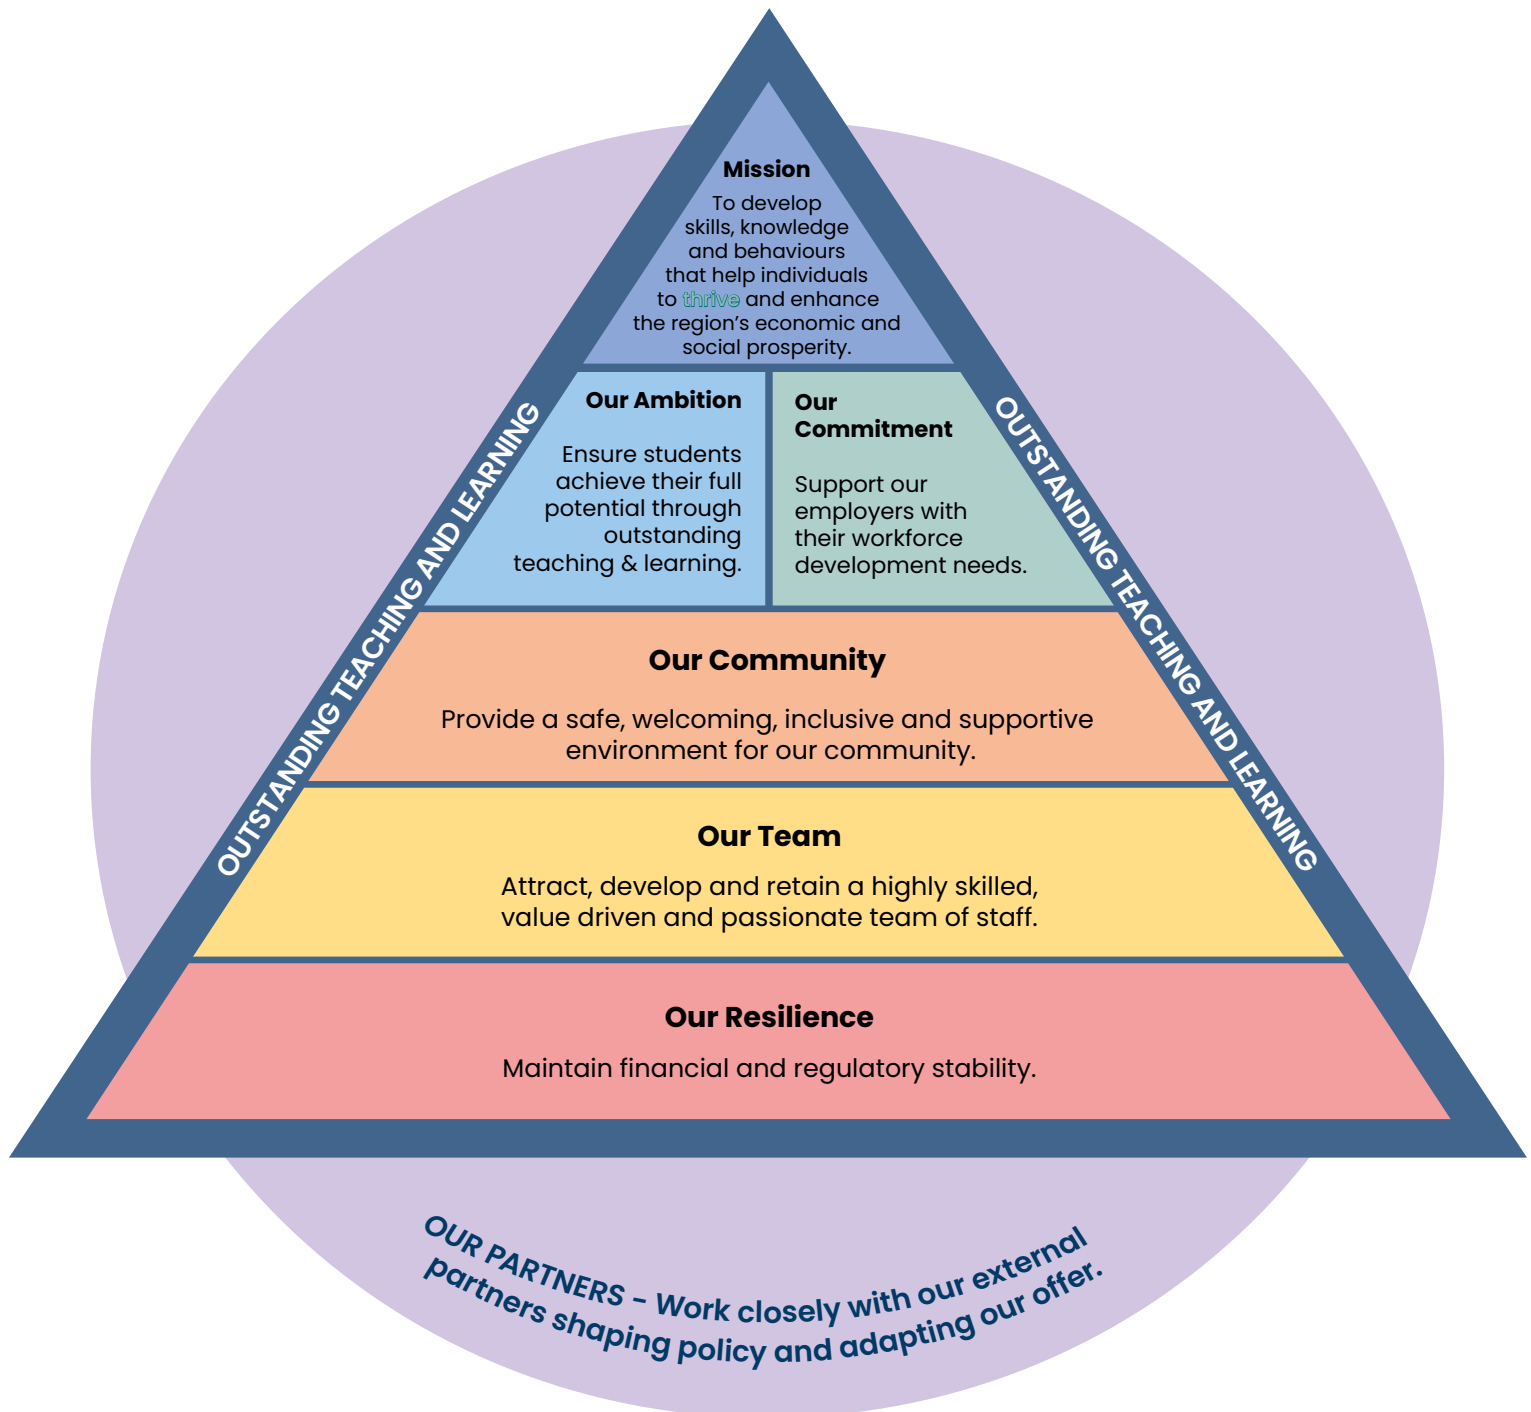 Mission
To develop
skills, knowledge
and behaviours
that help individuals
to thrive and enhance
the region's economic and
social prosperity.
Our Ambition
Ensure students
achieve their full
potential through
outstanding
teaching & learning.
Our
Commitment
Support our
employers with
their workforce
development needs.
OUTSTANDING TEACHING AND LEARNING
OUTSTANDING TEACHING AND LEARNING
Our Community
Provide a safe, welcoming, inclusive and supportive
environment for our community.
Our Team
Attract, develop and retain a highly skilled,
value driven and passionate team of staff.
Our Resilience
Maintain financial and regulatory stability.
OUR PARTNERS – Work closely with our external
partners shaping policy and adapting our offer.